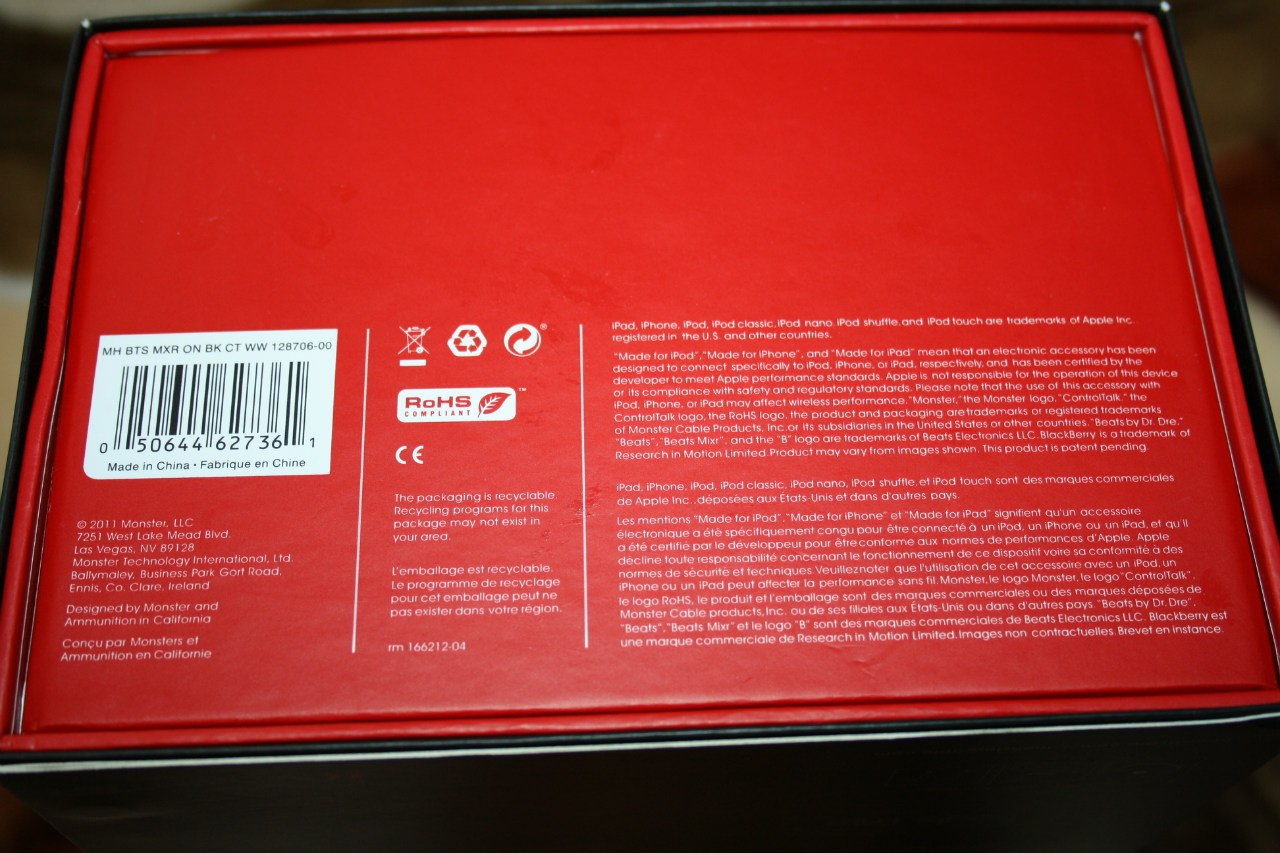 MH BTS MXR ON BK CT WW 128706-00
0 50644 62736 1
Made in China • Fabrique en Chine
© 2011 Monster, LLC
7251 West Lake Mead Blvd.
Las Vegas, NV 89128
Monster Technology International, Ltd.
Ballymaley, Business Park Gort Road,
Ennis, Co. Clare, Ireland
Designed by Monster and
Ammunition in California
Conçu par Monsters et
Ammunition en Californie
®
RoHS ™
COMPLIANT
CE
The packaging is recyclable.
Recycling programs for this
package may not exist in
your area.
L'emballage est recyclable.
Le programme de recyclage
pour cet emballage peut ne
pas exister dans votre région.
rm 166212-04
iPad, iPhone, iPod, iPod classic, iPod nano, iPod shuffle, and iPod touch are trademarks of Apple Inc.,
registered in the U.S. and other countries.
"Made for iPod", "Made for iPhone", and "Made for iPad" mean that an electronic accessory has been
designed to connect specifically to iPod, iPhone, or iPad, respectively, and has been certified by the
developer to meet Apple performance standards. Apple is not responsible for the operation of this device
or its compliance with safety and regulatory standards. Please note that the use of this accessory with
iPod, iPhone, or iPad may affect wireless performance. "Monster," the Monster logo, "ControlTalk," the
ControlTalk logo, the RoHS logo, the product and packaging are trademarks or registered trademarks
of Monster Cable Products, Inc. or its subsidiaries in the United States or other countries. "Beats by Dr. Dre,"
"Beats", "Beats Mixr", and the "B" logo are trademarks of Beats Electronics LLC. BlackBerry is a trademark of
Research in Motion Limited. Product may vary from images shown. This product is patent pending.
iPad, iPhone, iPod, iPod classic, iPod nano, iPod shuffle, et iPod touch sont des marques commerciales
de Apple Inc., déposées aux États-Unis et dans d'autres pays.
Les mentions "Made for iPod", "Made for iPhone" et "Made for iPad" signifient qu'un accessoire
électronique a été spécifiquement conçu pour être connecté à un iPod, un iPhone ou un iPad, et qu'il
a été certifié par le développeur pour être conforme aux normes de performances d'Apple. Apple
décline toute responsabilité concernant le fonctionnement de ce dispositif voire sa conformité à des
normes de sécurité et techniques. Veuilleznoter que l'utilisation de cet accessoire avec un iPod, un
iPhone ou un iPad peut affecter la performance sans fil. Monster, le logo Monster, le logo "ControlTalk",
le logo RoHS, le produit et l'emballage sont des marques commerciales ou des marques déposées de
Monster Cable products, Inc. ou de ses filiales aux États-Unis ou dans d'autres pays. "Beats by Dr. Dre",
"Beats", "Beats Mixr" et le logo "B" sont des marques commerciales de Beats Electronics LLC. Blackberry est
une marque commerciale de Research in Motion Limited. Images non contractuelles. Brevet en instance.